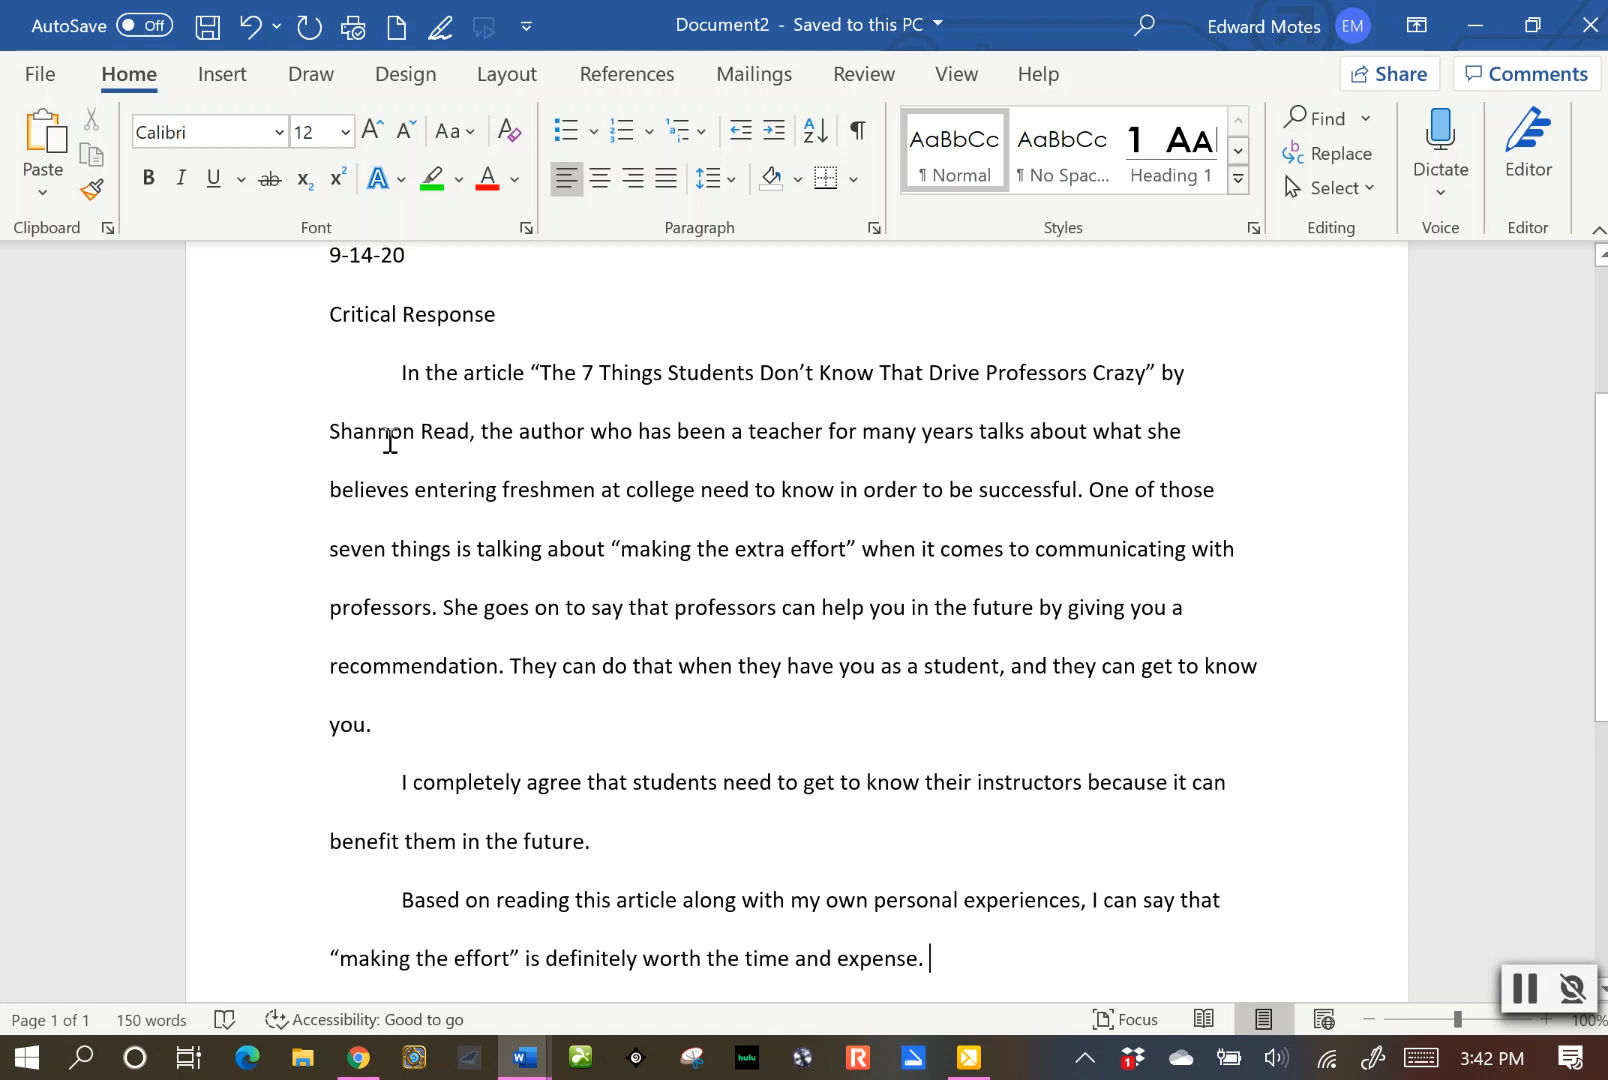 AutoSave Off Document2 - Saved to this PC Edward Motes EM
File Home Insert Draw Design Layout References Mailings Review View Help Share Comments
Paste Calibri 12 Aa AaBbCc AaBbCc 1 AA Find Replace Select Dictate Editor
¶ Normal ¶ No Spac... Heading 1
Clipboard Font Paragraph Styles Editing Voice Editor
9-14-20
Critical Response
In the article “The 7 Things Students Don’t Know That Drive Professors Crazy” by
Shannon Read, the author who has been a teacher for many years talks about what she
believes entering freshmen at college need to know in order to be successful. One of those
seven things is talking about “making the extra effort” when it comes to communicating with
professors. She goes on to say that professors can help you in the future by giving you a
recommendation. They can do that when they have you as a student, and they can get to know
you.
I completely agree that students need to get to know their instructors because it can
benefit them in the future.
Based on reading this article along with my own personal experiences, I can say that
“making the effort” is definitely worth the time and expense.
Page 1 of 1 150 words Accessibility: Good to go Focus 100%
hulu R 1 3:42 PM